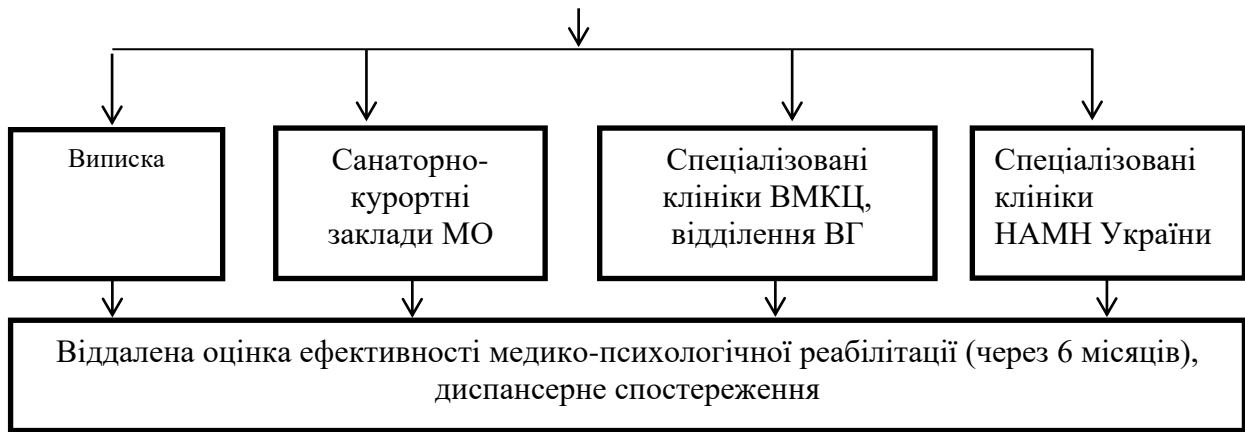 Виписка
Санаторно-
курортні
заклади МО
Спеціалізовані
клініки ВМКЦ,
відділення ВГ
Спеціалізовані
клініки
НАМН України
Віддалена оцінка ефективності медико-психологічної реабілітації (через 6 місяців),
диспансерне спостереження